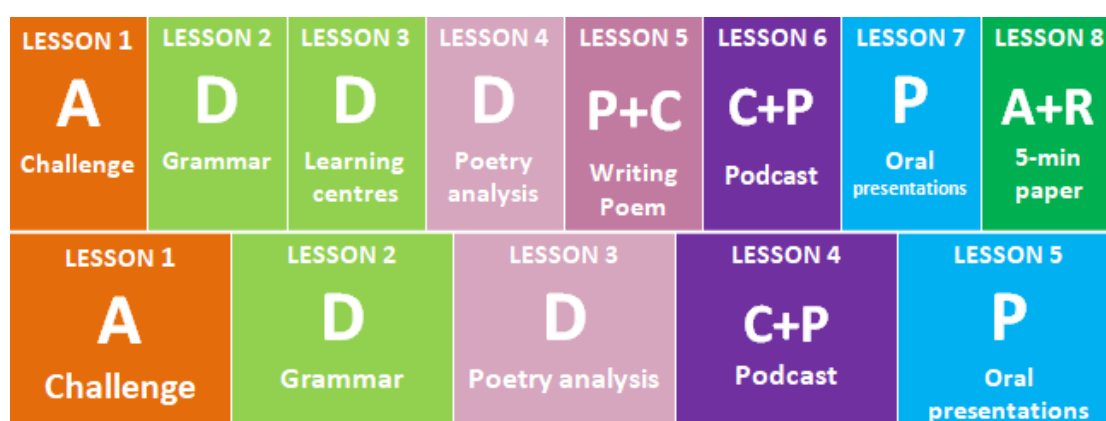 LESSON 1
A
Challenge
LESSON 2
D
Grammar
LESSON 3
D
Learning
centres
LESSON 4
D
Poetry
analysis
LESSON 5
P+C
Writing
Poem
LESSON 6
C+P
Podcast
LESSON 7
P
Oral
presentations
LESSON 8
A+R
5-min
paper
LESSON 1
A
Challenge
LESSON 2
D
Grammar
LESSON 3
D
Poetry analysis
LESSON 4
C+P
Podcast
LESSON 5
P
Oral
presentations